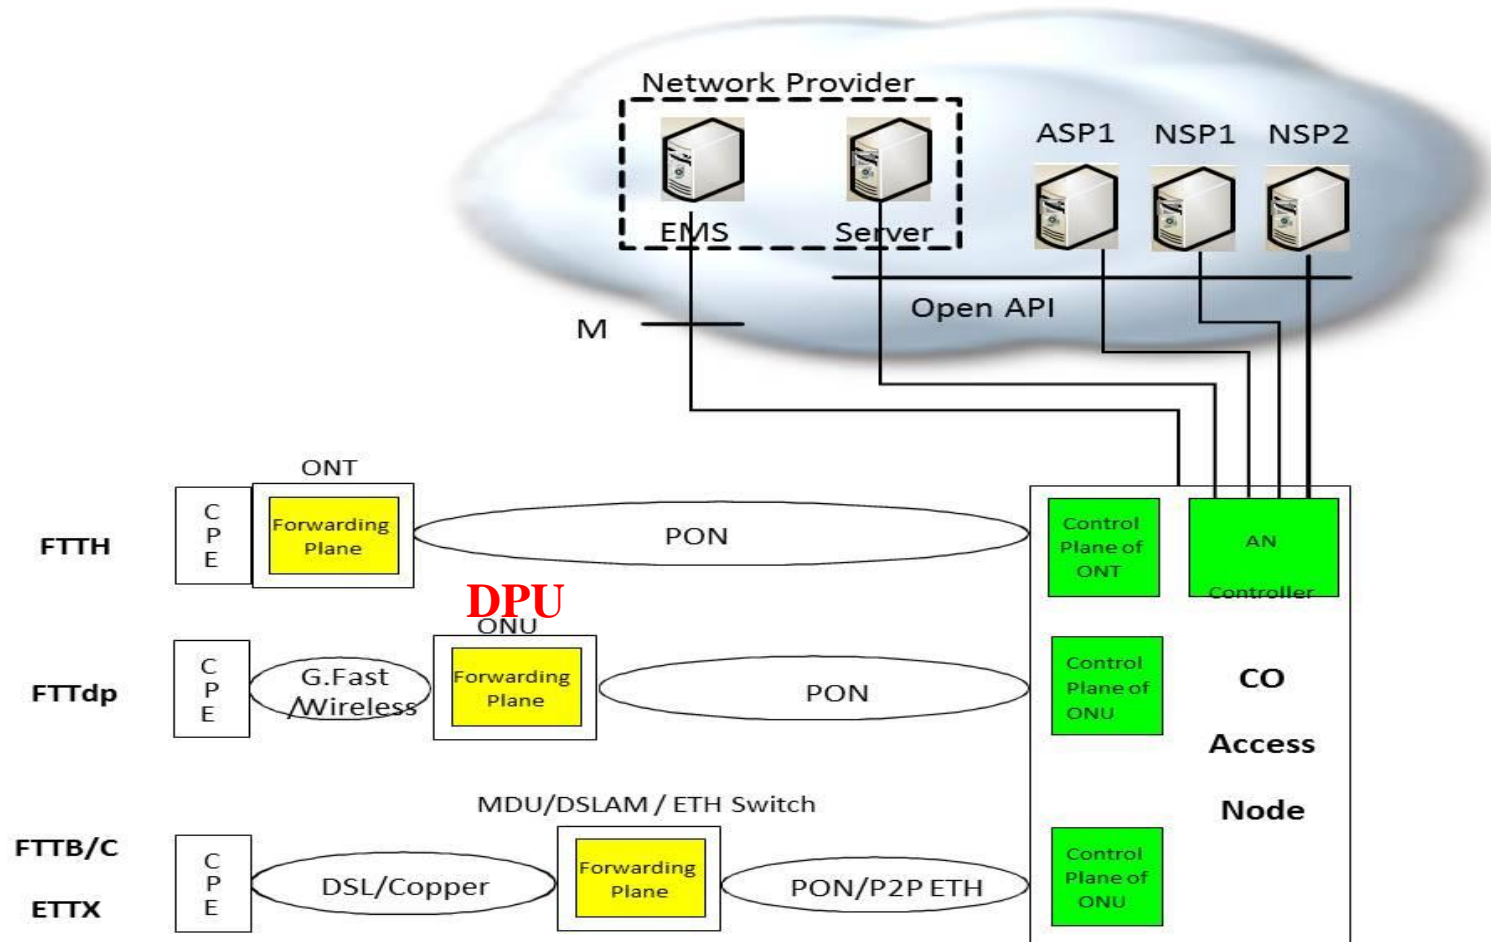 Network Provider
ASP1 NSP1 NSP2
EMS Server
Open API
M
ONT
FTTH
C
P
E
Forwarding
Plane
PON
Control
Plane of
ONT
AN
Controller
DPU
ONU
FTTdp
C
P
E
G.Fast
/Wireless
Forwarding
Plane
PON
Control
Plane of
ONU
CO
Access
Node
MDU/DSLAM / ETH Switch
FTTB/C
ETTX
C
P
E
DSL/Copper
Forwarding
Plane
PON/P2P ETH
Control
Plane of
ONU